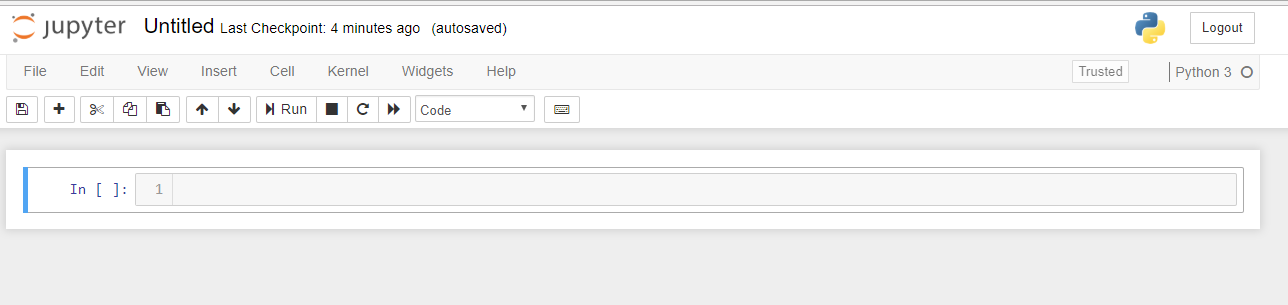 jupyter Untitled Last Checkpoint: 4 minutes ago (autosaved) Logout
File Edit View Insert Cell Kernel Widgets Help Trusted Python 3
Run Code
In [ ]: 1